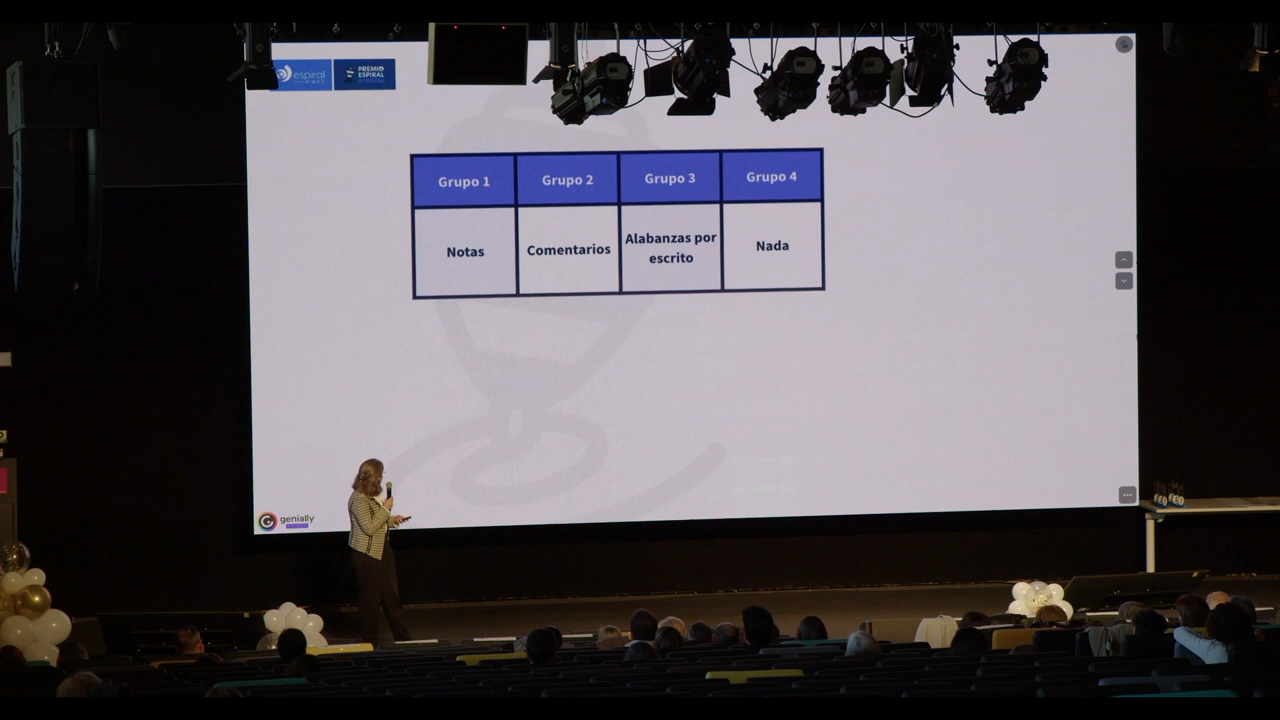 espiral
PREMIO
ESPIRAL
Grupo 1
Grupo 2
Grupo 3
Grupo 4
Notas
Comentarios
Alabanzas por
escrito
Nada
genially